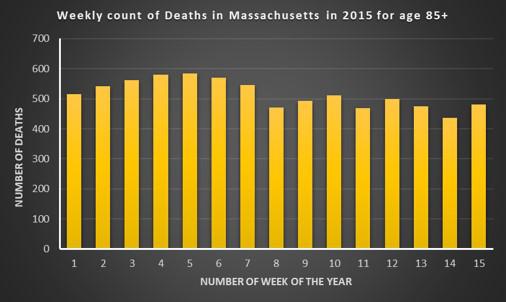 Weekly count of Deaths in Massachusetts in 2015 for age 85+
700
600
500
400
300
200
100
0
NUMBER OF DEATHS
1 2 3 4 5 6 7 8 9 10 11 12 13 14 15
NUMBER OF WEEK OF THE YEAR